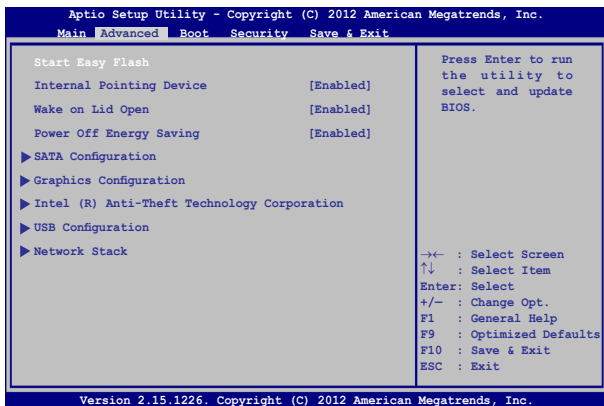 Aptio Setup Utility - Copyright (C) 2012 American Megatrends, Inc.
Main Advanced Boot Security Save & Exit
Start Easy Flash
Internal Pointing Device [Enabled]
Wake on Lid Open [Enabled]
Power Off Energy Saving [Enabled]
SATA Configuration
Graphics Configuration
Intel (R) Anti-Theft Technology Corporation
USB Configuration
Network Stack
Press Enter to run
the utility to
select and update
BIOS.
→← : Select Screen
↑↓ : Select Item
Enter: Select
+/— : Change Opt.
F1 : General Help
F9 : Optimized Defaults
F10 : Save & Exit
ESC : Exit
Version 2.15.1226. Copyright (C) 2012 American Megatrends, Inc.